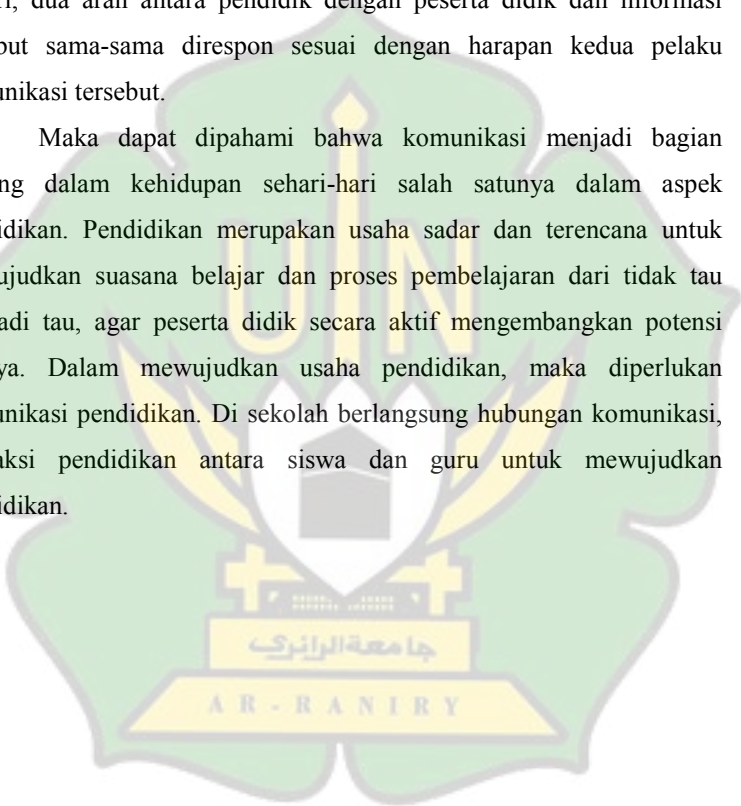 ri, dua arah antara pendidik dengan peserta didik dan informasi
but sama-sama direspon sesuai dengan harapan kedua pelaku
unikasi tersebut.
Maka dapat dipahami bahwa komunikasi menjadi bagian
ng dalam kehidupan sehari-hari salah satunya dalam aspek
idikan. Pendidikan merupakan usaha sadar dan terencana untuk
ujudkan suasana belajar dan proses pembelajaran dari tidak tau
adi tau, agar peserta didik secara aktif mengembangkan potensi
ya. Dalam mewujudkan usaha pendidikan, maka diperlukan
unikasi pendidikan. Di sekolah berlangsung hubungan komunikasi,
aksi pendidikan antara siswa dan guru untuk mewujudkan
idikan.
UIN
جامعة الرانري
AR-RANIRY